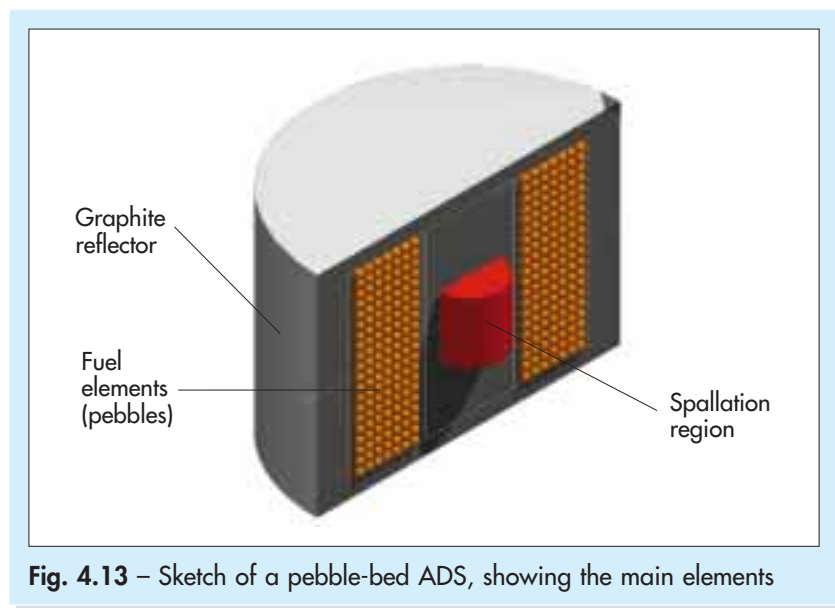 Graphite
reflector
Fuel
elements
(pebbles)
Spallation
region
Fig. 4.13 – Sketch of a pebble-bed ADS, showing the main elements